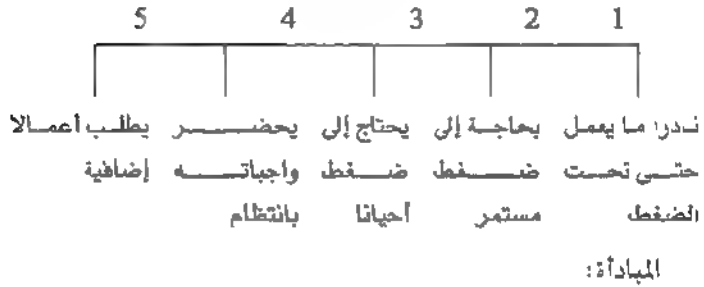 5 4 3 2 1
ندرا ما يعمل بحاجة إلى يحتاج إلى يحضر يطلب أعمالا
حتى تحت ضغط ضغط واجباته إضافية
الضغط مستمر أحيانا بانتظام
المبادأة: